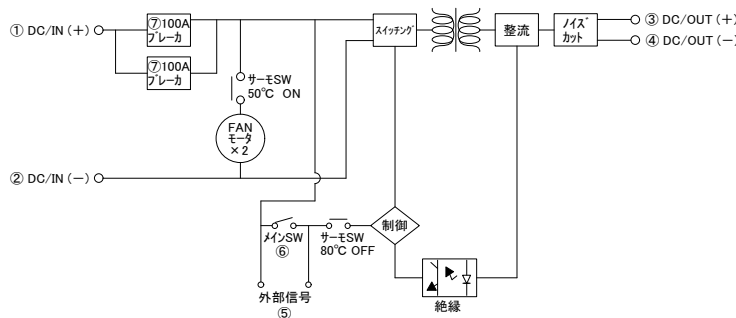 ① DC/IN (+)
⑦100A
ブレーカ
⑦100A
ブレーカ
サーモSW
50℃ ON
FAN
モータ
×2
② DC/IN (−)
スイッチング
整流
ノイズ
カット
③ DC/OUT (+)
④ DC/OUT (−)
メインSW
⑥
サーモSW
80℃ OFF
制御
外部信号
⑤
絶縁